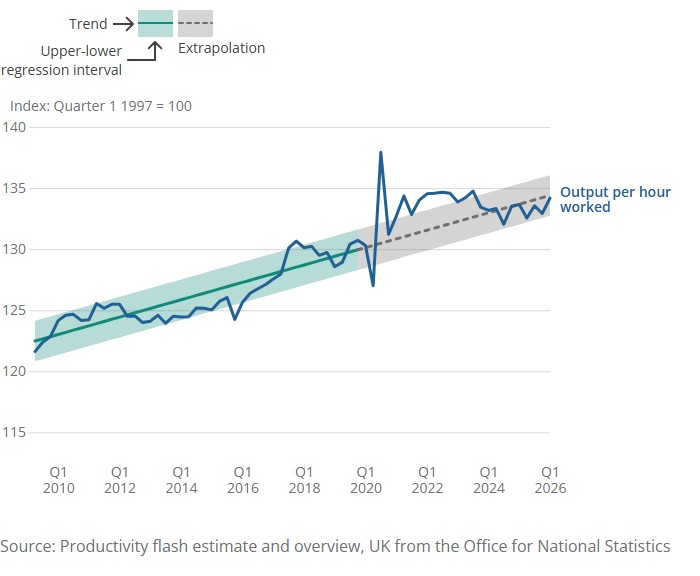 Trend
Upper-lower
regression interval
Extrapolation
Index: Quarter 1 1997 = 100
140
135
130
125
120
115
Output per hour
worked
Q1 Q1 Q1 Q1 Q1 Q1 Q1 Q1 Q1
2010 2012 2014 2016 2018 2020 2022 2024 2026
Source: Productivity flash estimate and overview, UK from the Office for National Statistics